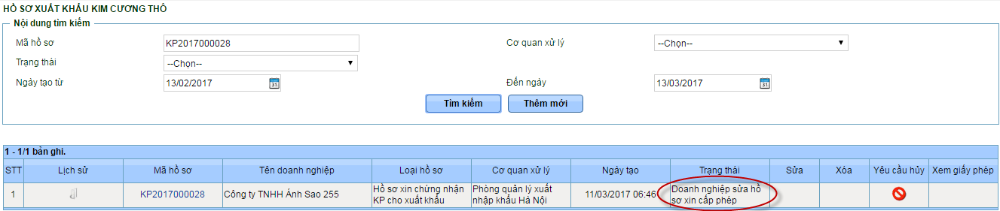 HỒ SƠ XUẤT KHẨU KIM CƯƠNG THÔ
Nội dung tìm kiếm
Mã hồ sơ KP2017000028 Cơ quan xử lý --Chọn--
Trạng thái --Chọn--
Ngày tạo từ 13/02/2017 31 Đến ngày 13/03/2017 31
Tìm kiếm Thêm mới
1 - 1/1 bản ghi.
STT Lịch sử Mã hồ sơ Tên doanh nghiệp Loại hồ sơ Cơ quan xử lý Ngày tạo Trạng thái Sửa Xóa Yêu cầu hủy Xem giấy phép
1 KP2017000028 Công ty TNHH Ánh Sao 255 Hồ sơ xin chứng nhận Phòng quản lý xuất 11/03/2017 06:46 Doanh nghiệp sửa hồ
KP cho xuất khẩu nhập khẩu Hà Nội sơ xin cấp phép